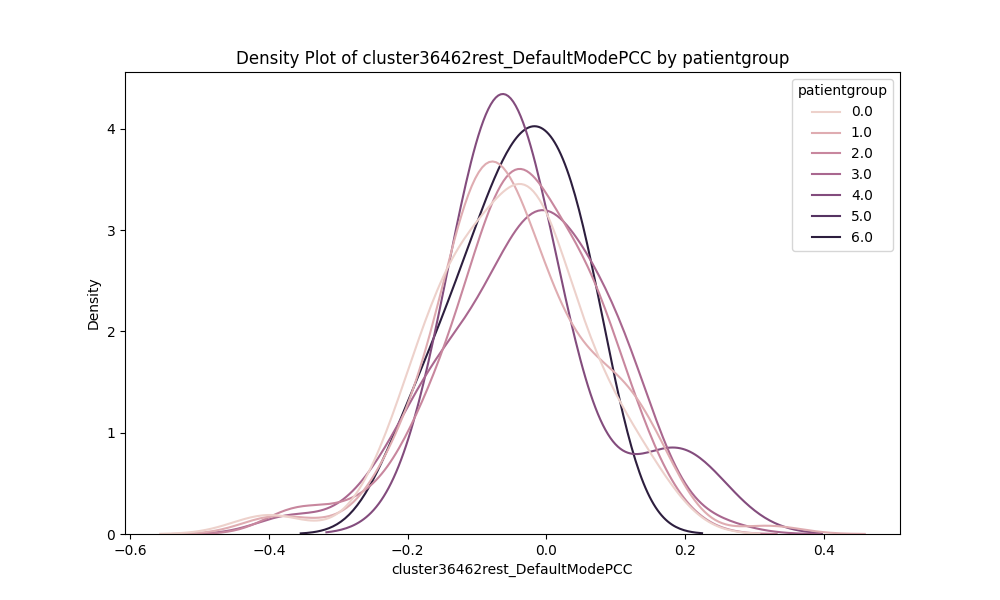 Density Plot of cluster36462rest_DefaultModePCC by patientgroup
patientgroup
0.0
1.0
2.0
3.0
4.0
5.0
6.0
Density
4
3
2
1
0
−0.6 −0.4 −0.2 0.0 0.2 0.4
cluster36462rest_DefaultModePCC